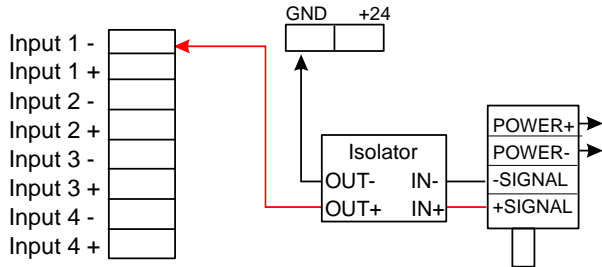 GND +24
Input 1 -
Input 1 +
Input 2 -
Input 2 +
Input 3 -
Input 3 +
Input 4 -
Input 4 +
Isolator
OUT- IN-
OUT+ IN+
POWER+
POWER-
-SIGNAL
+SIGNAL